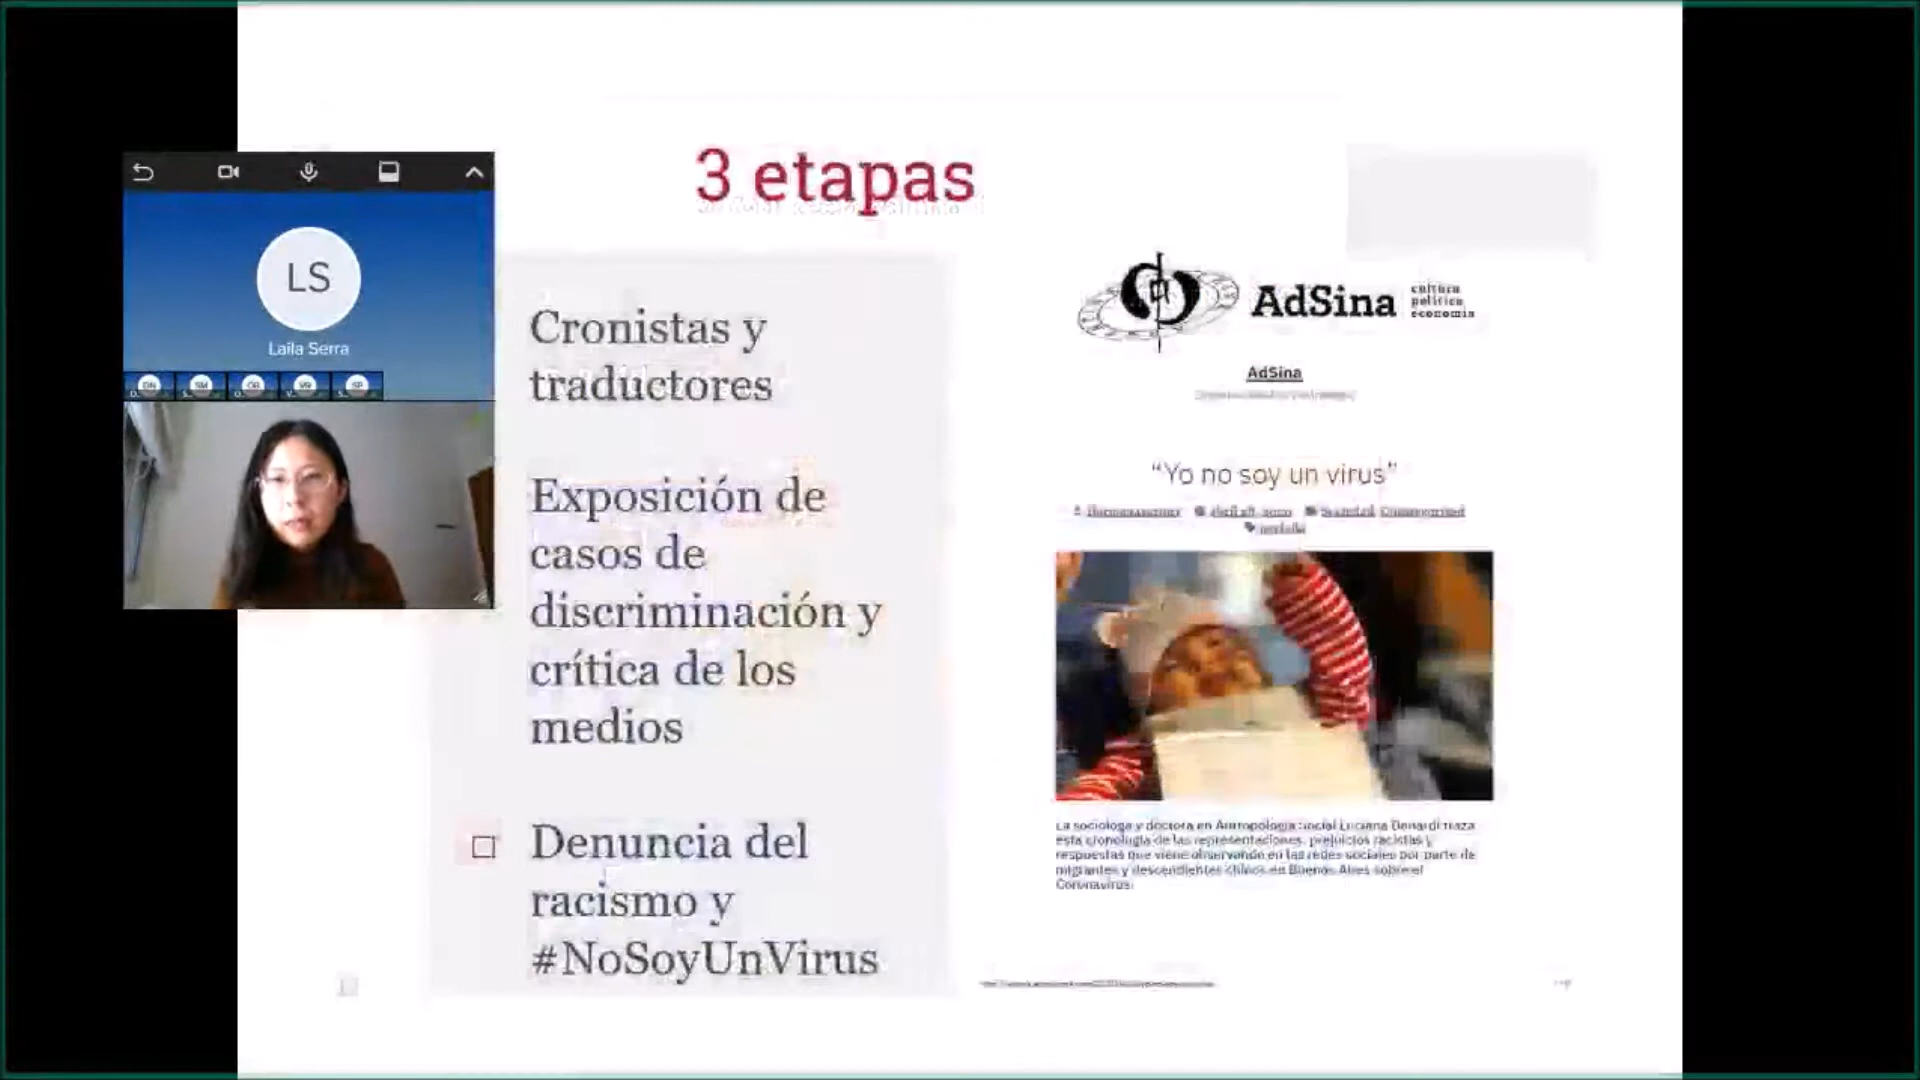 3 etapas
LS
Laila Serra
DN
SM
SP
Cronistas y
traductores
Exposición de
casos de
discriminación y
crítica de los
medios
Denuncia del
racismo y
#NoSoyUnVirus
AdSina
cultura
política
economía
AdSina
“Yo no soy un virus”
La socióloga y doctora en Antropología Social Luciana Denardi traza
esta cronología de las representaciones, prejuicios racistas y
respuestas que viene observando en las redes sociales por parte de
migrantes y descendientes chinos en Buenos Aires sobre el
Coronavirus.